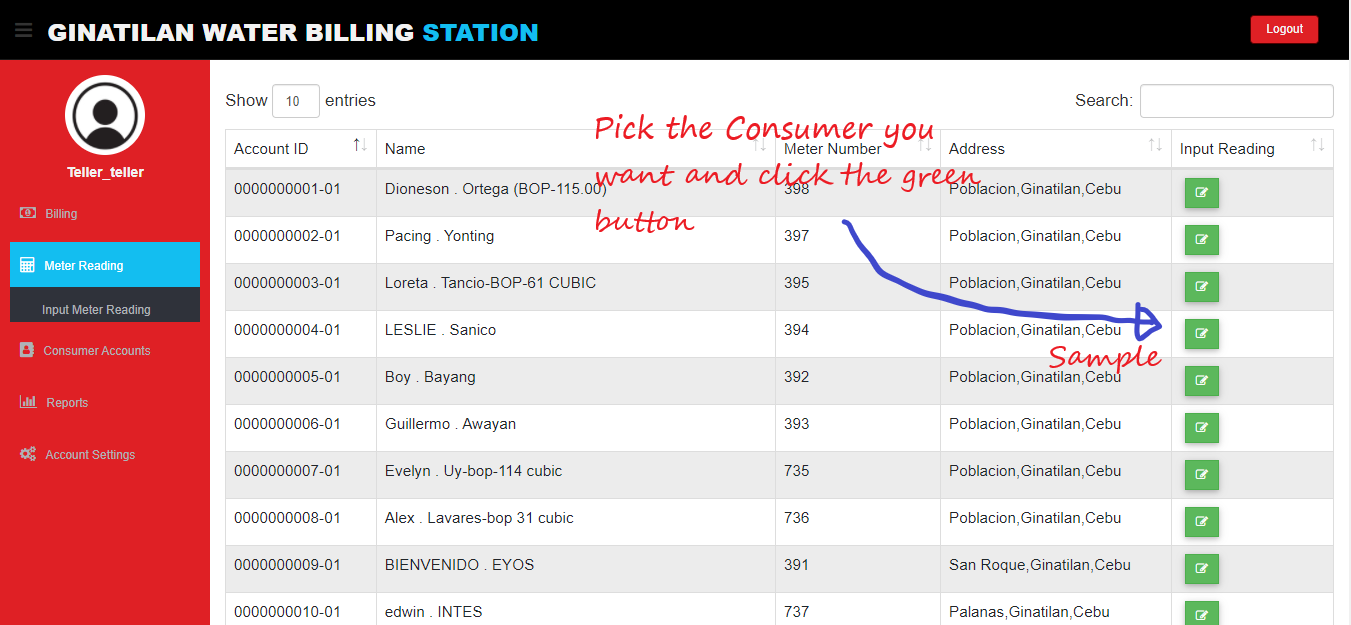 GINATILAN WATER BILLING STATION
Logout
Teller_teller
Billing
Meter Reading
Input Meter Reading
Consumer Accounts
Reports
Account Settings
Show 10 entries
Search:
Pick the Consumer you
want and click the green
button
Account ID Name Meter Number Address Input Reading
0000000001-01 Dioneson . Ortega (BOP-115.00) 398 Poblacion,Ginatilan,Cebu
0000000002-01 Pacing . Yonting 397 Poblacion,Ginatilan,Cebu
0000000003-01 Loreta . Tancio-BOP-61 CUBIC 395 Poblacion,Ginatilan,Cebu
0000000004-01 LESLIE . Sanico 394 Poblacion,Ginatilan,Cebu
Sample
0000000005-01 Boy . Bayang 392 Poblacion,Ginatilan,Cebu
0000000006-01 Guillermo . Awayan 393 Poblacion,Ginatilan,Cebu
0000000007-01 Evelyn . Uy-bop-114 cubic 735 Poblacion,Ginatilan,Cebu
0000000008-01 Alex . Lavares-bop 31 cubic 736 Poblacion,Ginatilan,Cebu
0000000009-01 BIENVENIDO . EYOS 391 San Roque,Ginatilan,Cebu
0000000010-01 edwin . INTES 737 Palanas,Ginatilan,Cebu